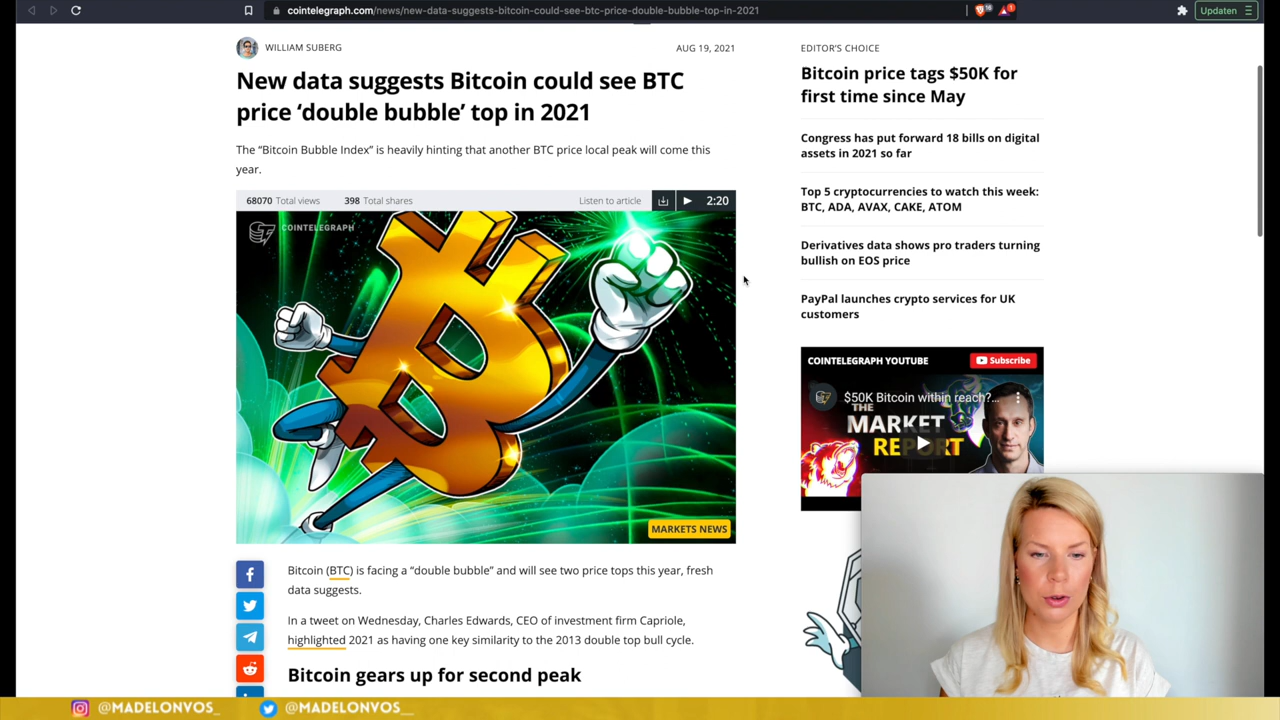 cointelegraph.com/news/new-data-suggests-bitcoin-could-see-btc-price-double-bubble-top-in-2021
Updaten
WILLIAM SUBERG
AUG 19, 2021
New data suggests Bitcoin could see BTC
price ‘double bubble’ top in 2021
The “Bitcoin Bubble Index” is heavily hinting that another BTC price local peak will come this
year.
68070 Total views
398 Total shares
Listen to article
2:20
COINTELEGRAPH
MARKETS NEWS
Bitcoin (BTC) is facing a “double bubble” and will see two price tops this year, fresh
data suggests.
In a tweet on Wednesday, Charles Edwards, CEO of investment firm Capriole,
highlighted 2021 as having one key similarity to the 2013 double top bull cycle.
Bitcoin gears up for second peak
EDITOR’S CHOICE
Bitcoin price tags $50K for
first time since May
Congress has put forward 18 bills on digital
assets in 2021 so far
Top 5 cryptocurrencies to watch this week:
BTC, ADA, AVAX, CAKE, ATOM
Derivatives data shows pro traders turning
bullish on EOS price
PayPal launches crypto services for UK
customers
COINTELEGRAPH YOUTUBE
Subscribe
$50K Bitcoin within reach?...
THE
MARKET
REPORT
@MADELONVOS_
@MADELONVOS__